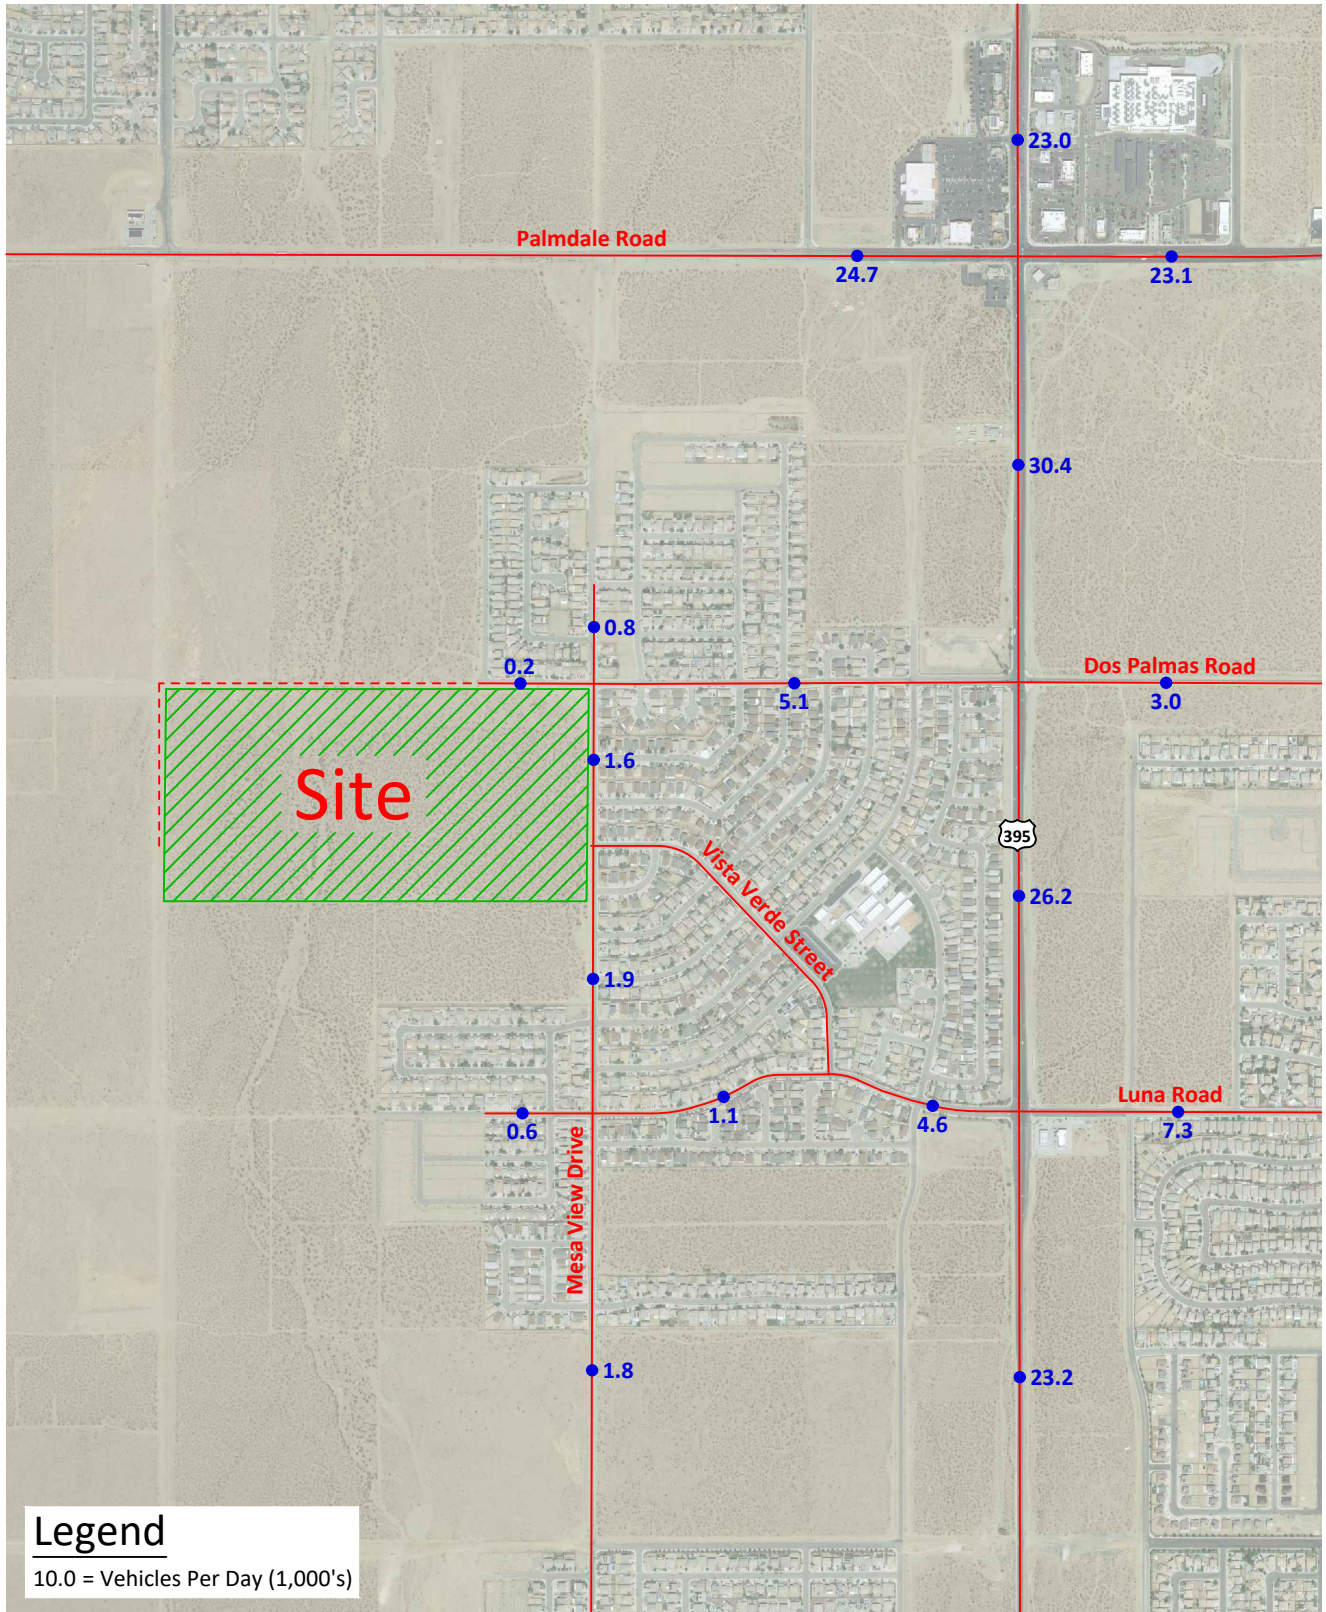 23.0
Palmdale Road
24.7
23.1
30.4
0.8
0.2
Dos Palmas Road
5.1
3.0
1.6
Site
395
Vista Verde Street
26.2
1.9
Luna Road
1.1
4.6
7.3
0.6
Mesa View Drive
1.8
23.2
Legend
10.0 = Vehicles Per Day (1,000's)